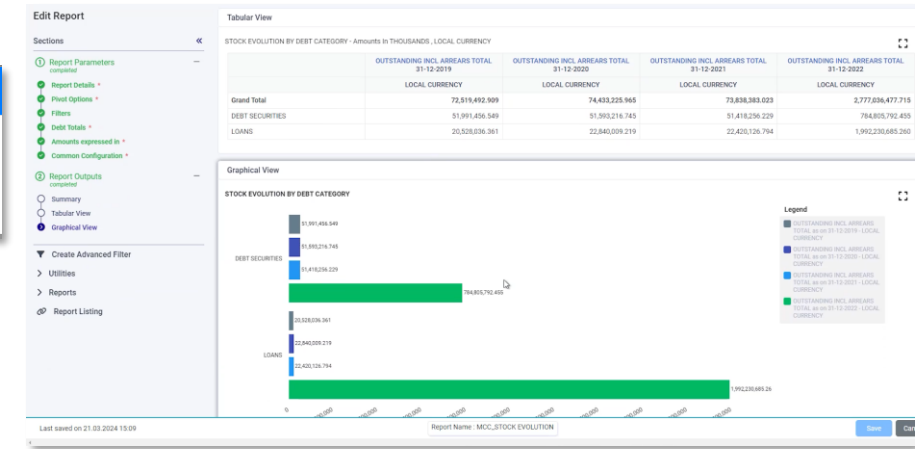 Edit Report
Sections
«
1 Report Parameters
completed
Report Details *
Pivot Options *
Filters
Debt Totals *
Amounts expressed in *
Common Configuration *
2 Report Outputs
completed
Summary
Tabular View
Graphical View
Create Advanced Filter
> Utilities
> Reports
Report Listing
Last saved on 21.03.2024 15:09
Tabular View
STOCK EVOLUTION BY DEBT CATEGORY - Amounts In THOUSANDS , LOCAL CURRENCY
OUTSTANDING INCL ARREARS TOTAL OUTSTANDING INCL ARREARS TOTAL OUTSTANDING INCL ARREARS TOTAL OUTSTANDING INCL ARREARS TOTAL
31-12-2019 31-12-2020 31-12-2021 31-12-2022
LOCAL CURRENCY LOCAL CURRENCY LOCAL CURRENCY LOCAL CURRENCY
Grand Total 72,519,492.909 74,433,225.965 73,838,383.023 2,777,036,477.715
DEBT SECURITIES 51,991,456.549 51,593,216.745 51,418,256.229 784,805,792.455
LOANS 20,528,036.361 22,840,009.219 22,420,126.794 1,992,230,685.260
Graphical View
STOCK EVOLUTION BY DEBT CATEGORY
DEBT SECURITIES
51,991,456.549
51,593,216.745
51,418,256.229
784,805,792.455
LOANS
20,528,036.361
22,840,009.219
22,420,126.794
1,992,230,685.26
0
Legend
OUTSTANDING INCL ARREARS
TOTAL as on 31-12-2019 - LOCAL
CURRENCY
OUTSTANDING INCL ARREARS
TOTAL as on 31-12-2020 - LOCAL
CURRENCY
OUTSTANDING INCL ARREARS
TOTAL as on 31-12-2021 - LOCAL
CURRENCY
OUTSTANDING INCL ARREARS
TOTAL as on 31-12-2022 - LOCAL
CURRENCY
Report Name : MCC_STOCK EVOLUTION
Save
Can